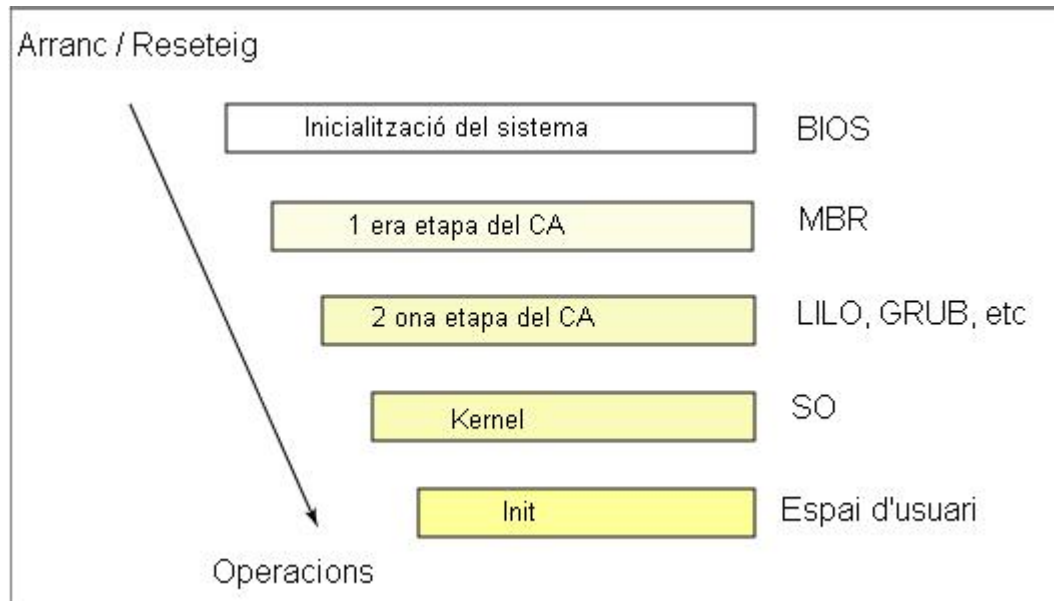 Arranc / Reseteig
Inicialització del sistema
BIOS
1 era etapa del CA
MBR
2 ona etapa del CA
LILO, GRUB, etc
Kernel
SO
Init
Espai d'usuari
Operacions